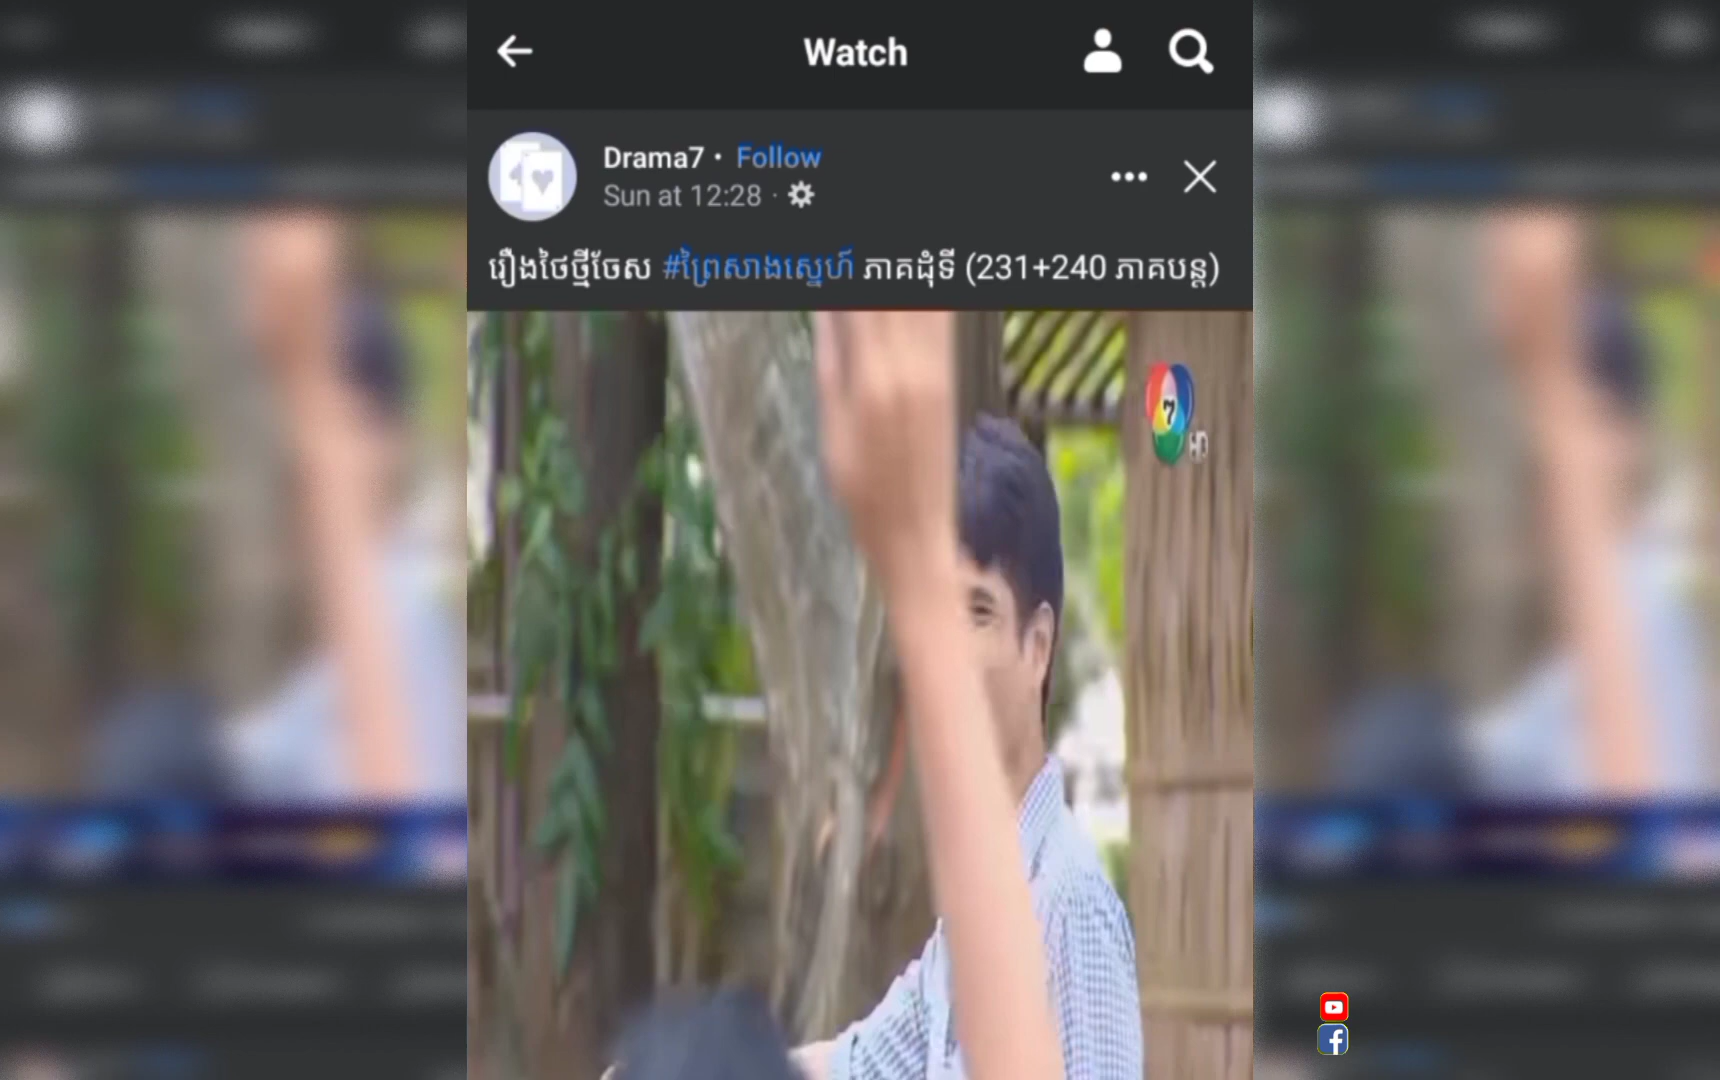 Watch
Drama7 · Follow
Sun at 12:28 ·
រឿងថៃថ្មីចែស #ព្រៃសាងស្នេហ៍ ភាគដុំទី (231+240 ភាគបន្ត)
7
HD